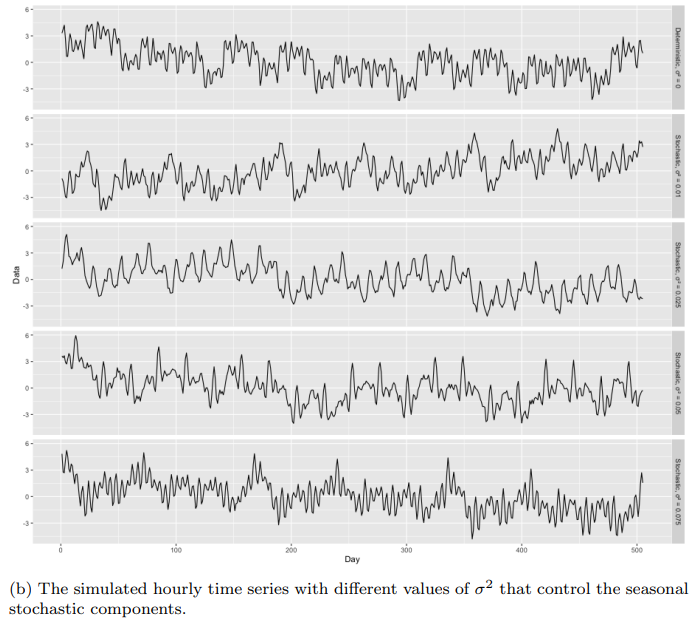 6
3
0
-3
Deterministic, σ² = 0
6
3
0
-3
Stochastic, σ² = 0.01
6
3
0
-3
Stochastic, σ² = 0.025
6
3
0
-3
Stochastic, σ² = 0.05
6
3
0
-3
Stochastic, σ² = 0.075
Data
0 100 200 300 400 500
Day
(b) The simulated hourly time series with different values of σ² that control the seasonal
stochastic components.